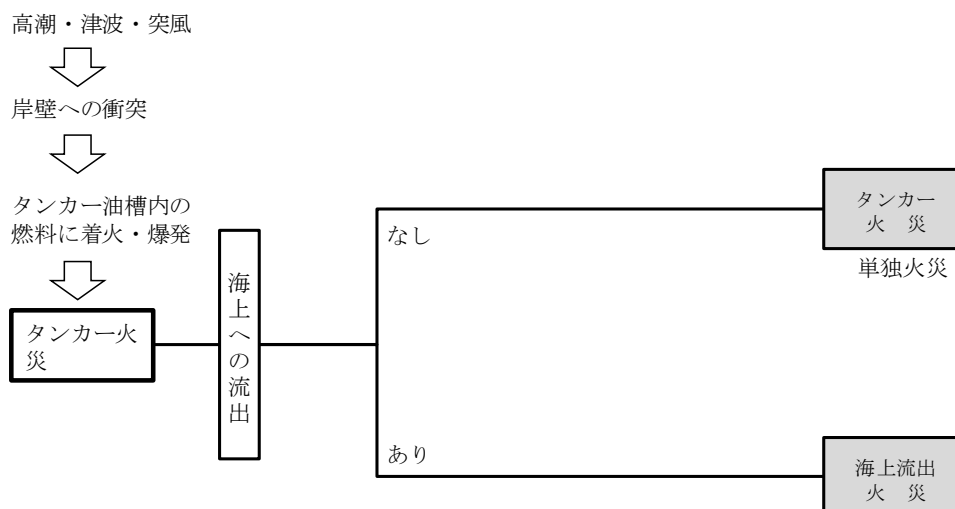 高潮・津波・突風
岸壁への衝突
タンカー油槽内の
燃料に着火・爆発
タンカー火
災
海上への流出
なし
あり
タンカー
火 災
単独火災
海上流出
火 災